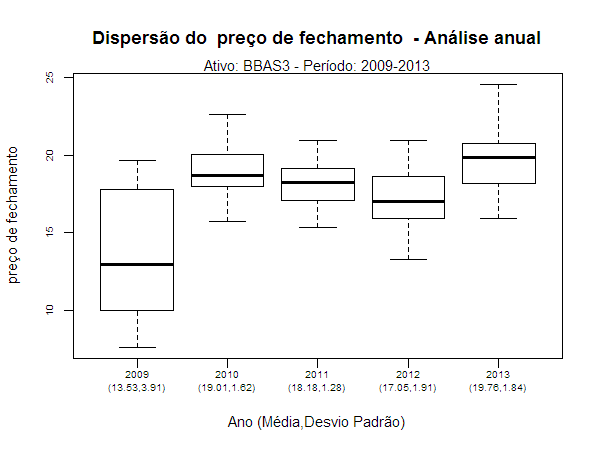 Dispersão do  preço de fechamento  - Análise anual
Ativo: BBAS3 - Período: 2009-2013
25
20
15
10
preço de fechamento
2009 2010 2011 2012 2013
(13.53,3.91) (19.01,1.62) (18.18,1.28) (17.05,1.91) (19.76,1.84)
Ano (Média,Desvio Padrão)